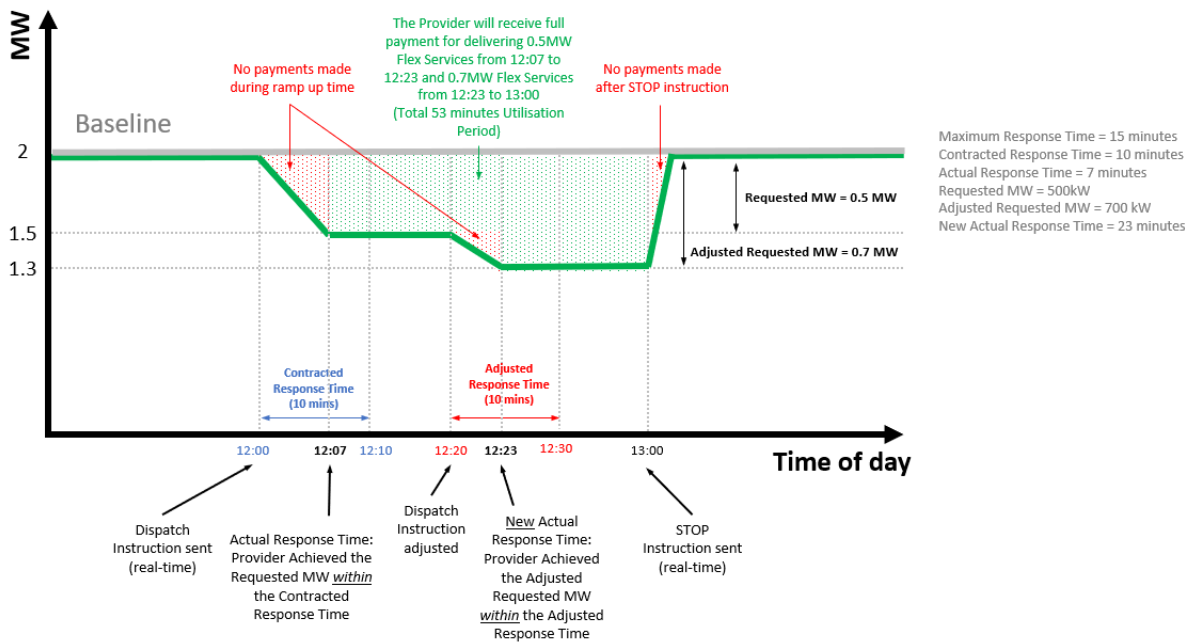 MW
The Provider will receive full
payment for delivering 0.5MW
Flex Services from 12:07 to
12:23 and 0.7MW Flex Services
from 12:23 to 13:00
(Total 53 minutes Utilisation
Period)
No payments made
during ramp up time
No payments made
after STOP instruction
Baseline
2
1.5
1.3
Requested MW = 0.5 MW
Adjusted Requested MW = 0.7 MW
Maximum Response Time = 15 minutes
Contracted Response Time = 10 minutes
Actual Response Time = 7 minutes
Requested MW = 500kW
Adjusted Requested MW = 700 kW
New Actual Response Time = 23 minutes
Contracted
Response Time
(10 mins)
Adjusted
Response Time
(10 mins)
12:00
12:07
12:10
12:20
12:23
12:30
13:00
Time of day
Dispatch
Instruction sent
(real-time)
Actual Response Time:
Provider Achieved the
Requested MW within
the Contracted
Response Time
Dispatch
Instruction
adjusted
New Actual
Response Time:
Provider Achieved
the Adjusted
Requested MW
within the Adjusted
Response Time
STOP
Instruction sent
(real-time)